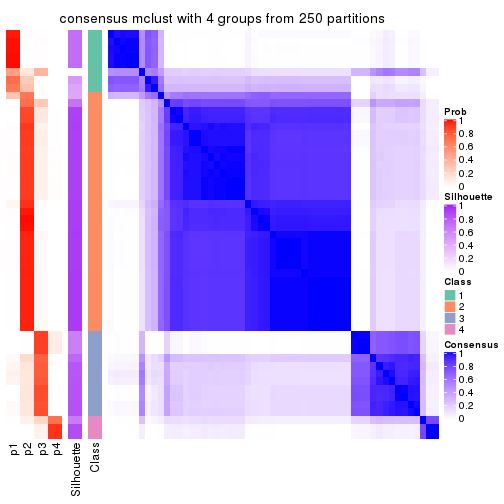 consensus mclust with 4 groups from 250 partitions
Prob
1
0.8
0.6
0.4
0.2
0
Silhouette
1
0.8
0.6
0.4
0.2
0
Class
1
2
3
4
Consensus
1
0.8
0.6
0.4
0.2
0
p1
p2
p3
p4
Silhouette
Class